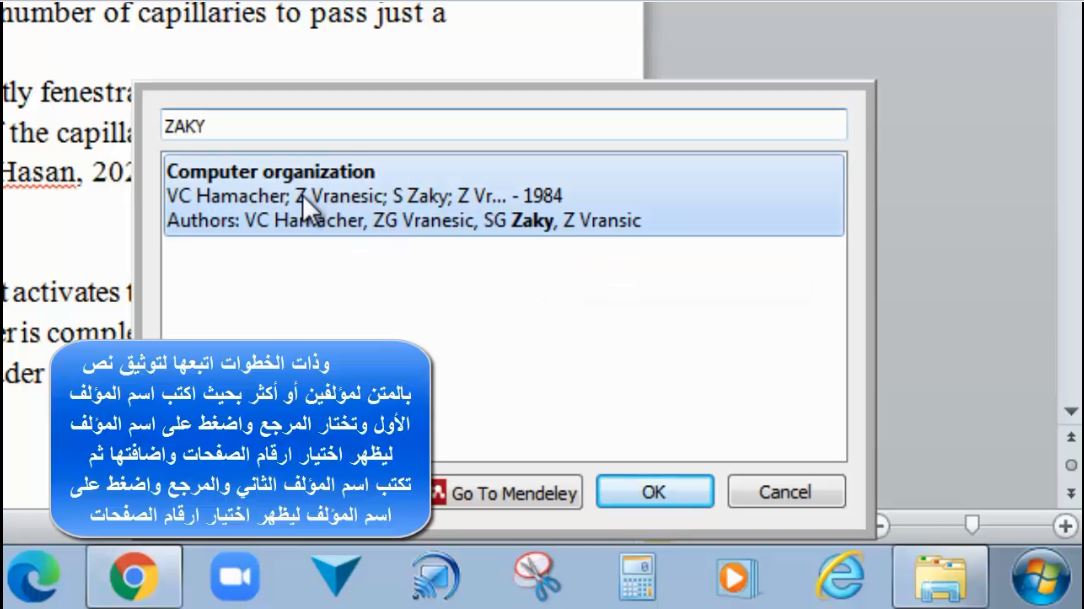 number of capillaries to pass just a
tly fenestra
the capilla
Hasan, 202
ZAKY
Computer organization
VC Hamacher; Z Vranesic; S Zaky; Z Vr... - 1984
Authors: VC Hamacher, ZG Vranesic, SG Zaky, Z Vransic
t activates t
er is comple
der
وذات الخطوات اتبعها لتوثيق نص
بالمتن لمؤلفين أو أكثر بحيث اكتب اسم المؤلف
الأول وتختار المرجع واضغط على اسم المؤلف
ليظهر اختيار ارقام الصفحات واضافتها ثم
تكتب اسم المؤلف الثاني والمرجع واضغط على
اسم المؤلف ليظهر اختيار ارقام الصفحات
Go To Mendeley
OK
Cancel